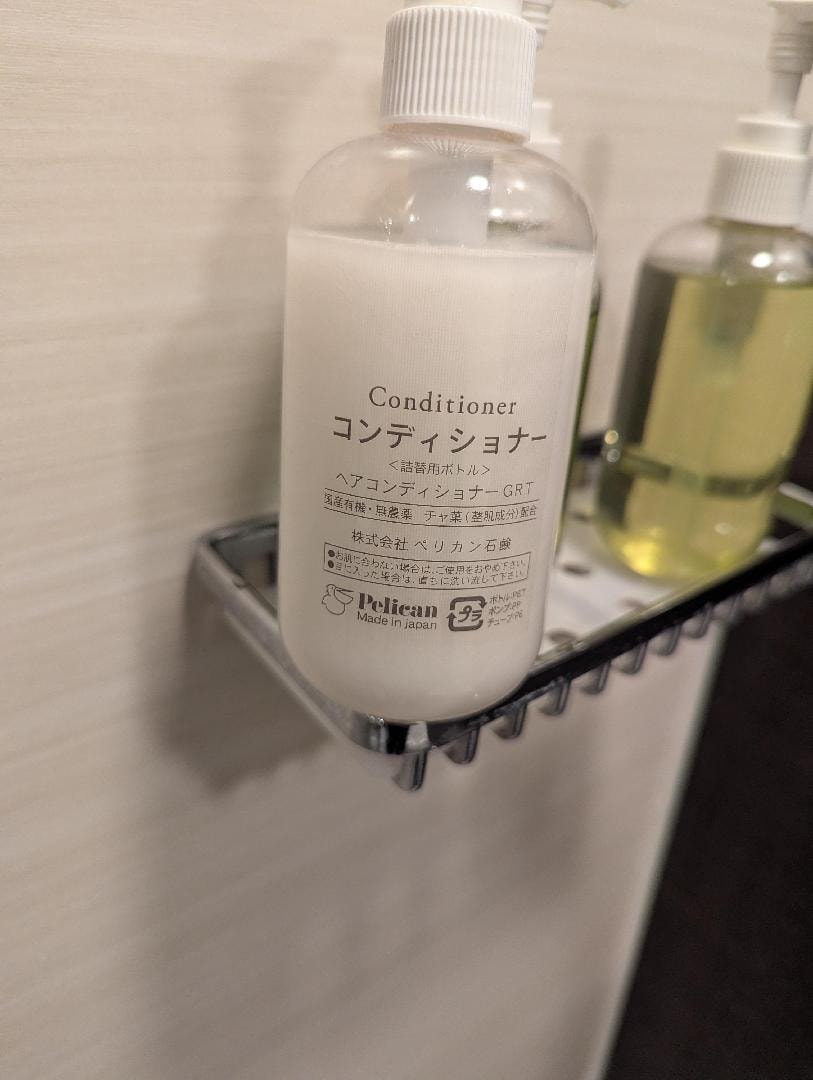 Conditioner
コンディショナー
<詰替用ボトル>
ヘアコンディショナーGRT
国産有機・無農薬 チャ葉(整肌成分)配合
株式会社 ペリカン石鹸
●お肌に合わない場合は、ご使用をおやめ下さい。
●目に入った場合は、直ちに洗い流して下さい。
Pelican
Made in japan
プラ
ボトル:PET
ポンプ:PP
チューブ:PE